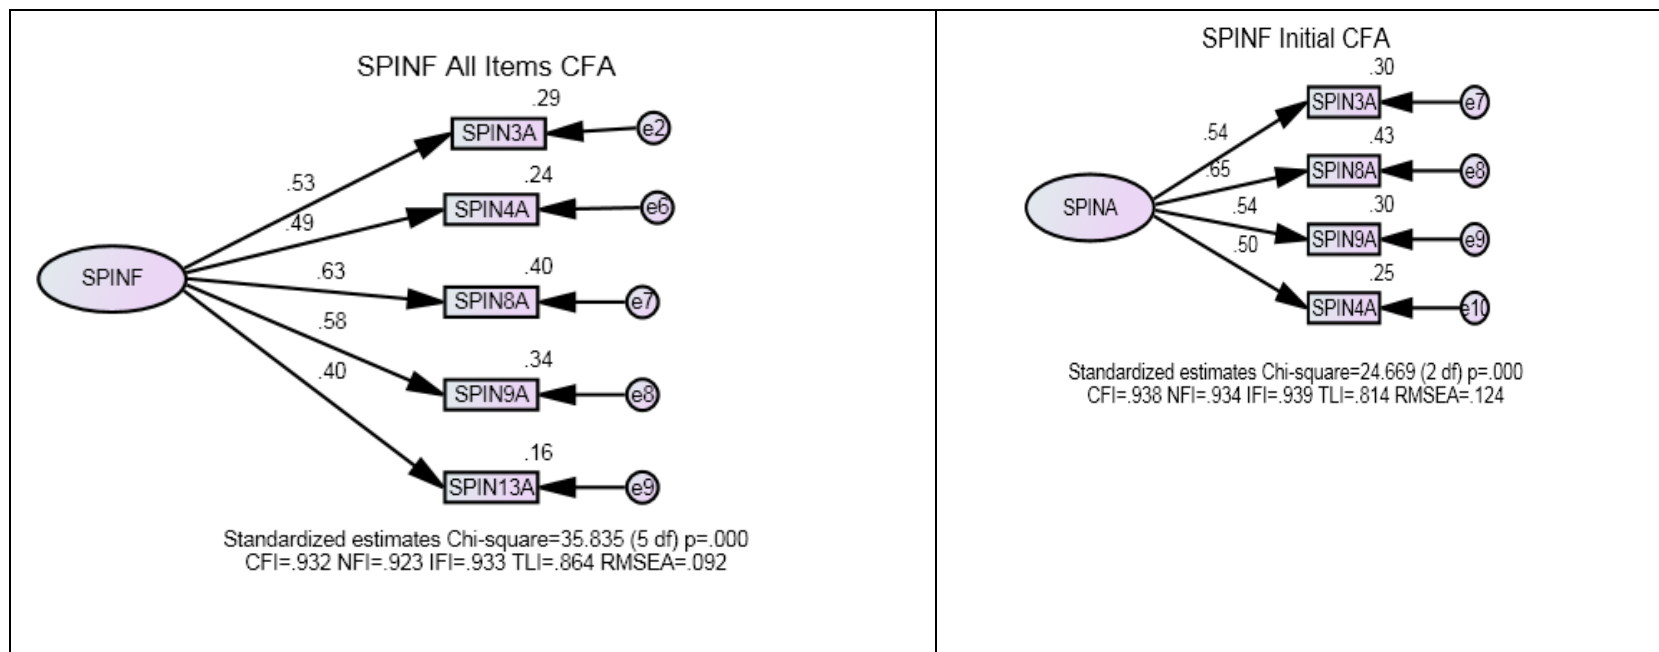 SPINF All Items CFA
.29
SPIN3A
e2
.53
.24
SPIN4A
e6
.49
SPINF
.63
.40
SPIN8A
e7
.58
.34
SPIN9A
e8
.40
.16
SPIN13A
e9
Standardized estimates Chi-square=35.835 (5 df) p=.000
CFI=.932 NFI=.923 IFI=.933 TLI=.864 RMSEA=.092
SPINF Initial CFA
.30
SPIN3A
e7
.54
.43
SPIN8A
e8
.65
SPINA
.30
.54
SPIN9A
e9
.50
.25
SPIN4A
e10
Standardized estimates Chi-square=24.669 (2 df) p=.000
CFI=.938 NFI=.934 IFI=.939 TLI=.814 RMSEA=.124